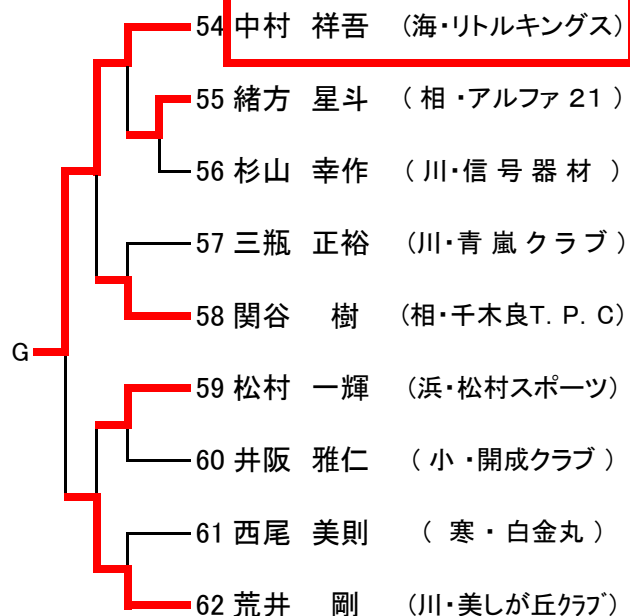 54 中村 祥吾 (海・リトルキングス)
55 緒方 星斗 ( 相 ・アルファ 21 )
56 杉山 幸作 ( 川・信 号 器 材 )
57 三瓶 正裕 (川・青 嵐 クラブ )
58 関谷 樹 (相・千木良T. P. C)
G
59 松村 一輝 (浜・松村スポーツ)
60 井阪 雅仁 ( 小 ・開成クラブ )
61 西尾 美則 ( 寒 ・ 白金丸 )
62 荒井 剛 (川・美しが丘クラブ)